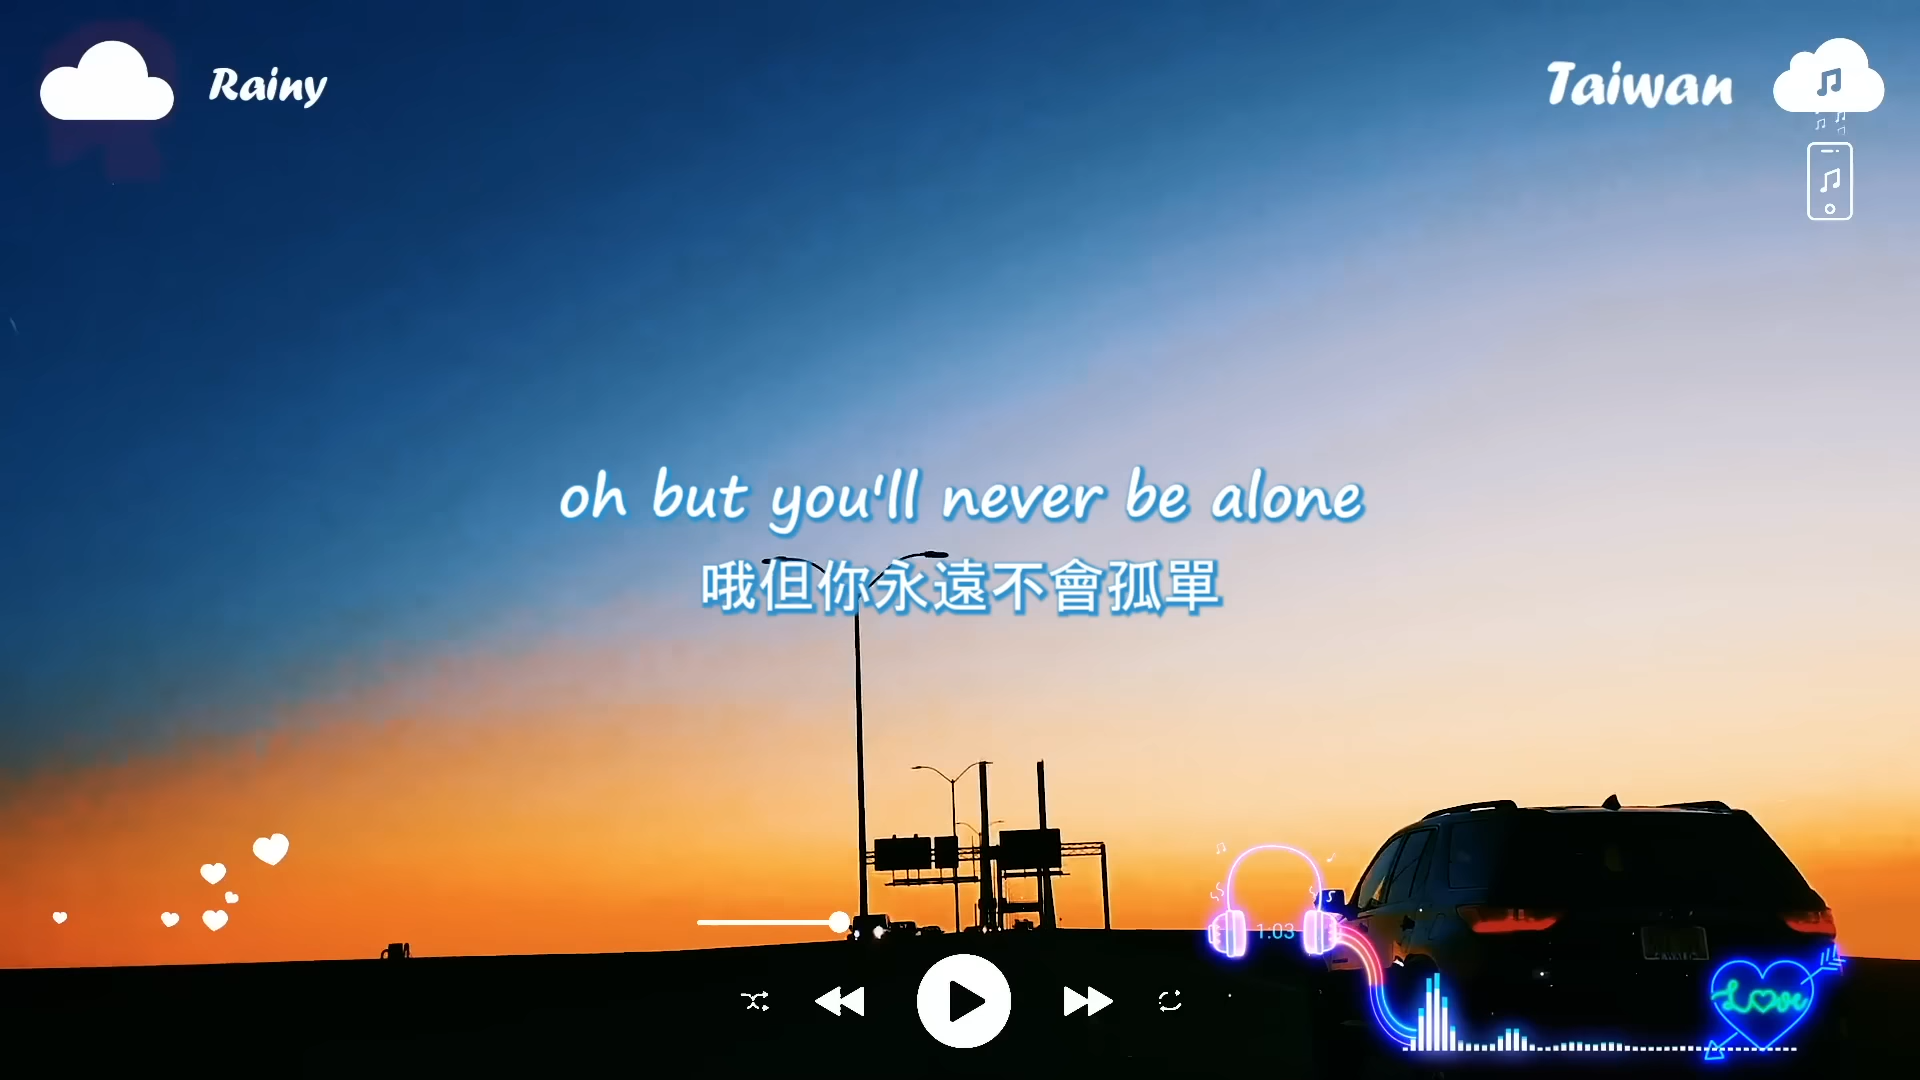 Rainy
Taiwan
oh but you'll never be alone
哦但你永遠不會孤單
1:03
Love